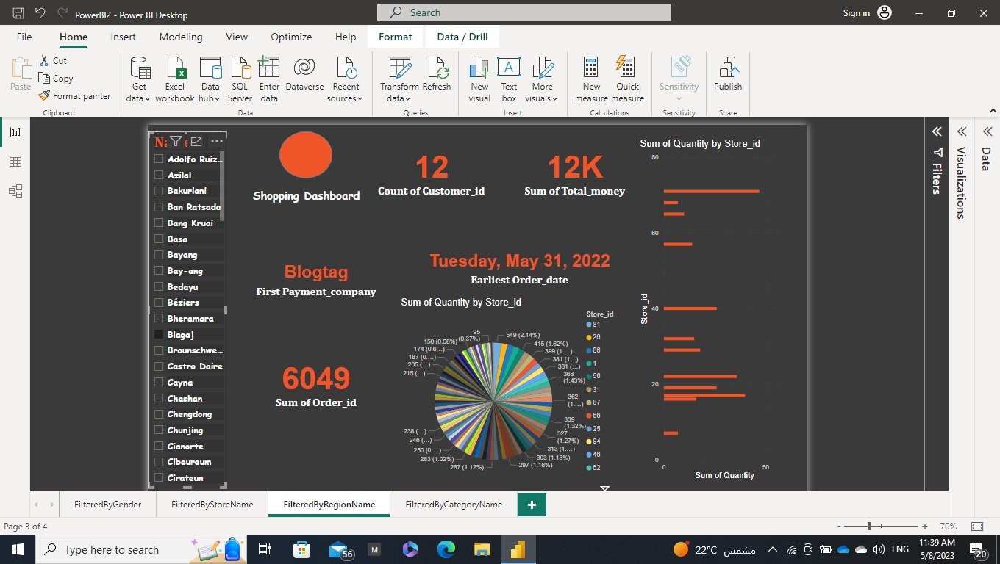 PowerBI2 - Power BI Desktop
Search
Sign in
File
Home
Insert
Modeling
View
Optimize
Help
Format
Data / Drill
Paste
Cut
Copy
Format painter
Clipboard
Get data
Excel workbook
Data hub
SQL Server
Enter data
Dataverse
Recent sources
Data
Transform data
Refresh
Queries
New visual
Text box
More visuals
Insert
New measure
Quick measure
Calculations
Sensitivity
Sensitivity
Publish
Share
Adolfo Ruiz...
Azilal
Bakuriani
Ban Ratsada
Bang Kruai
Basa
Bayang
Bay-ang
Bedayu
Béziers
Bheramara
Blagaj
Braunschwe...
Castro Daire
Cayna
Chashan
Chengdong
Chunjing
Cianorte
Cibeureum
Cirateun
Shopping Dashboard
12
Count of Customer_id
12K
Sum of Total_money
Blogtag
First Payment_company
Tuesday, May 31, 2022
Earliest Order_date
6049
Sum of Order_id
Sum of Quantity by Store_id
549 (2.14%)
415 (1.62%)
399 (1....)
381 (1...)
381 (...)
368 (1.43%)
362 (1....)
339 (1.32%)
327 (1.27%)
313 (1....)
303 (1.18%)
297 (1.16%)
287 (1.12%)
263 (1.02%)
250 (0....)
246 (...)
238 (...)
215 (...)
205 (...)
187 (0....)
174 (0.6...)
150 (0.58%)
95 (0.37%)
Store_id
81
26
86
1
50
31
87
66
25
94
46
62
Sum of Quantity by Store_id
80
60
40
20
0
Store_id
0
50
Sum of Quantity
Filters
Visualizations
Data
FilteredByGender
FilteredByStoreName
FilteredByRegionName
FilteredByCategoryName
Page 3 of 4
70%
Type here to search
56
M
22°C
مشمس
ENG
11:39 AM
5/8/2023
20